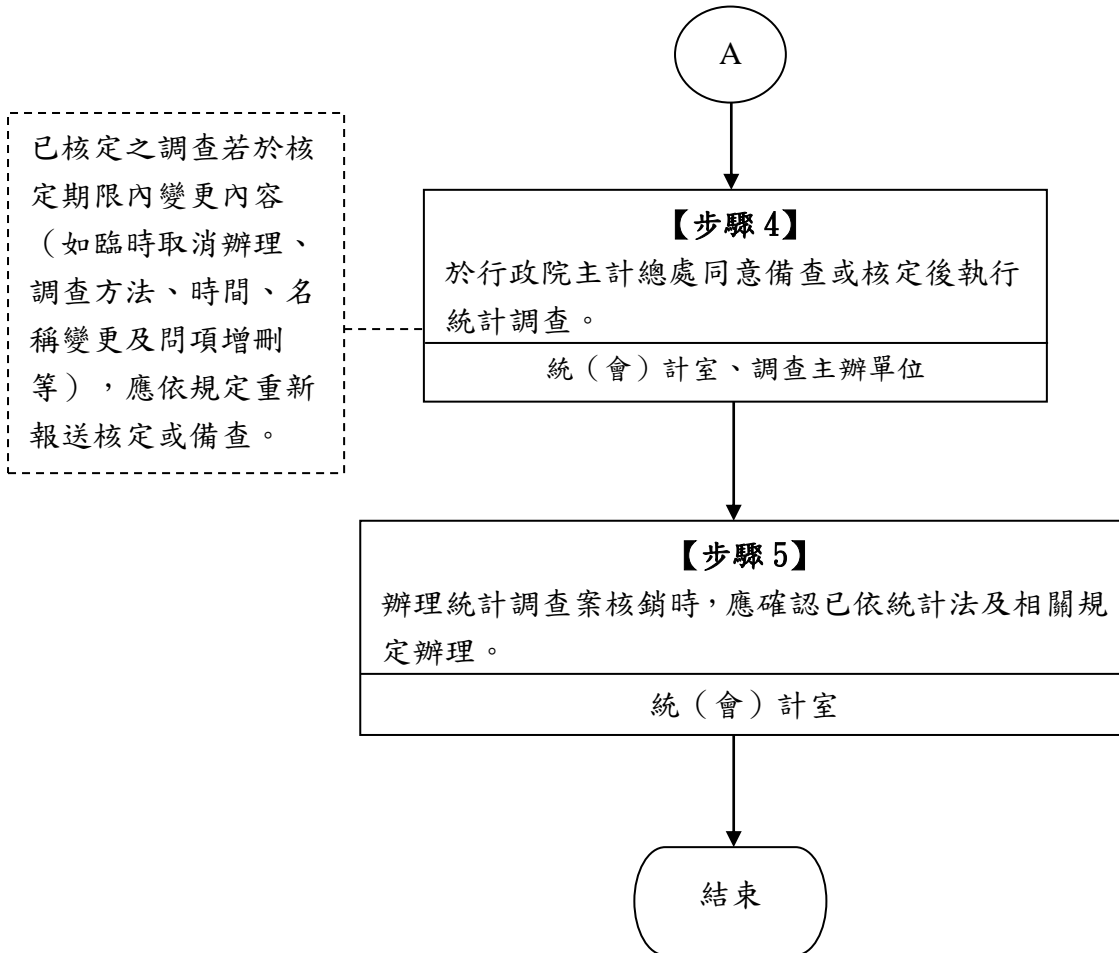 A
已核定之調查若於核
定期限內變更內容
（如臨時取消辦理、
調查方法、時間、名
稱變更及問項增刪
等），應依規定重新
報送核定或備查。
【步驟 4】
於行政院主計總處同意備查或核定後執行
統計調查。
統（會）計室、調查主辦單位
【步驟 5】
辦理統計調查案核銷時，應確認已依統計法及相關規
定辦理。
統（會）計室
結束